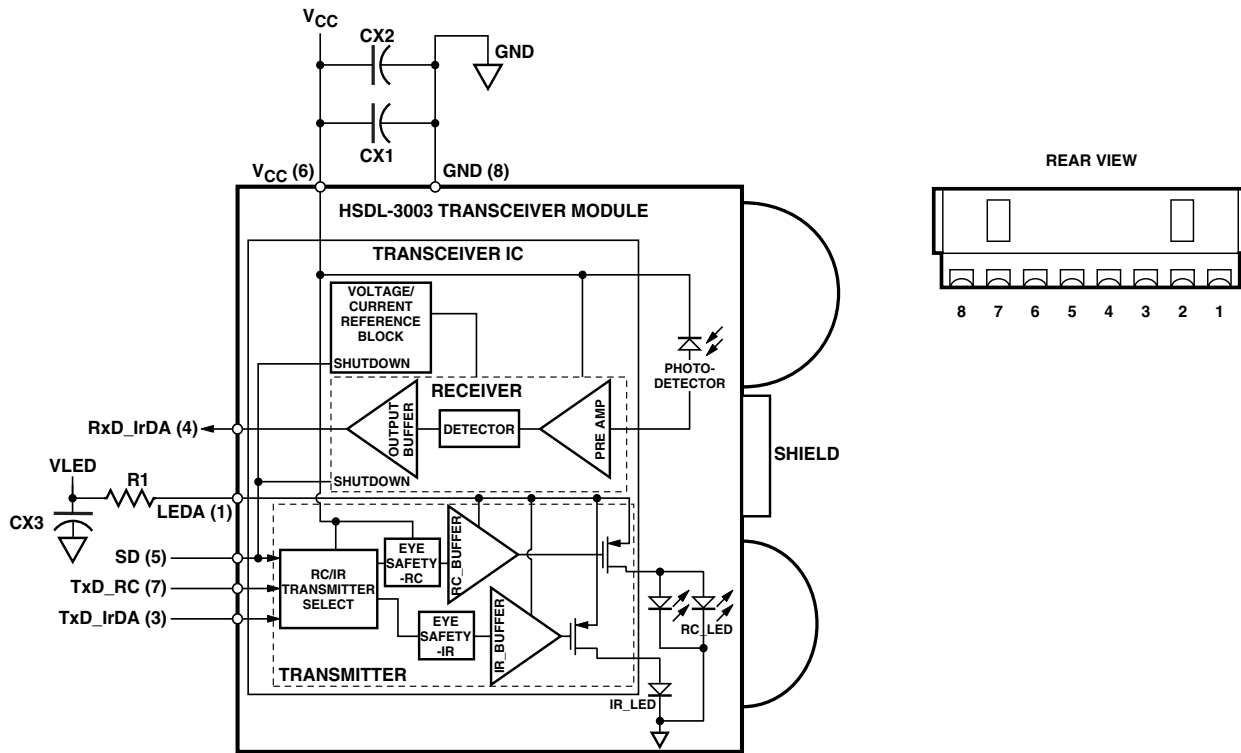 VCC
CX2
GND
CX1
VCC (6)
GND (8)
REAR VIEW
HSDL-3003 TRANSCEIVER MODULE
TRANSCEIVER IC
VOLTAGE/
CURRENT
REFERENCE
BLOCK
SHUTDOWN
PHOTO-
DETECTOR
8 7 6 5 4 3 2 1
RECEIVER
OUTPUT
BUFFER
DETECTOR
PRE AMP
RxD_IrDA (4)
SHIELD
SHUTDOWN
VLED
R1
LEDA (1)
CX3
SD (5)
TxD_RC (7)
TxD_IrDA (3)
RC/IR
TRANSMITTER
SELECT
EYE
SAFETY
-RC
RC_BUFFER
RC_LED
EYE
SAFETY
-IR
IR_BUFFER
TRANSMITTER
IR_LED